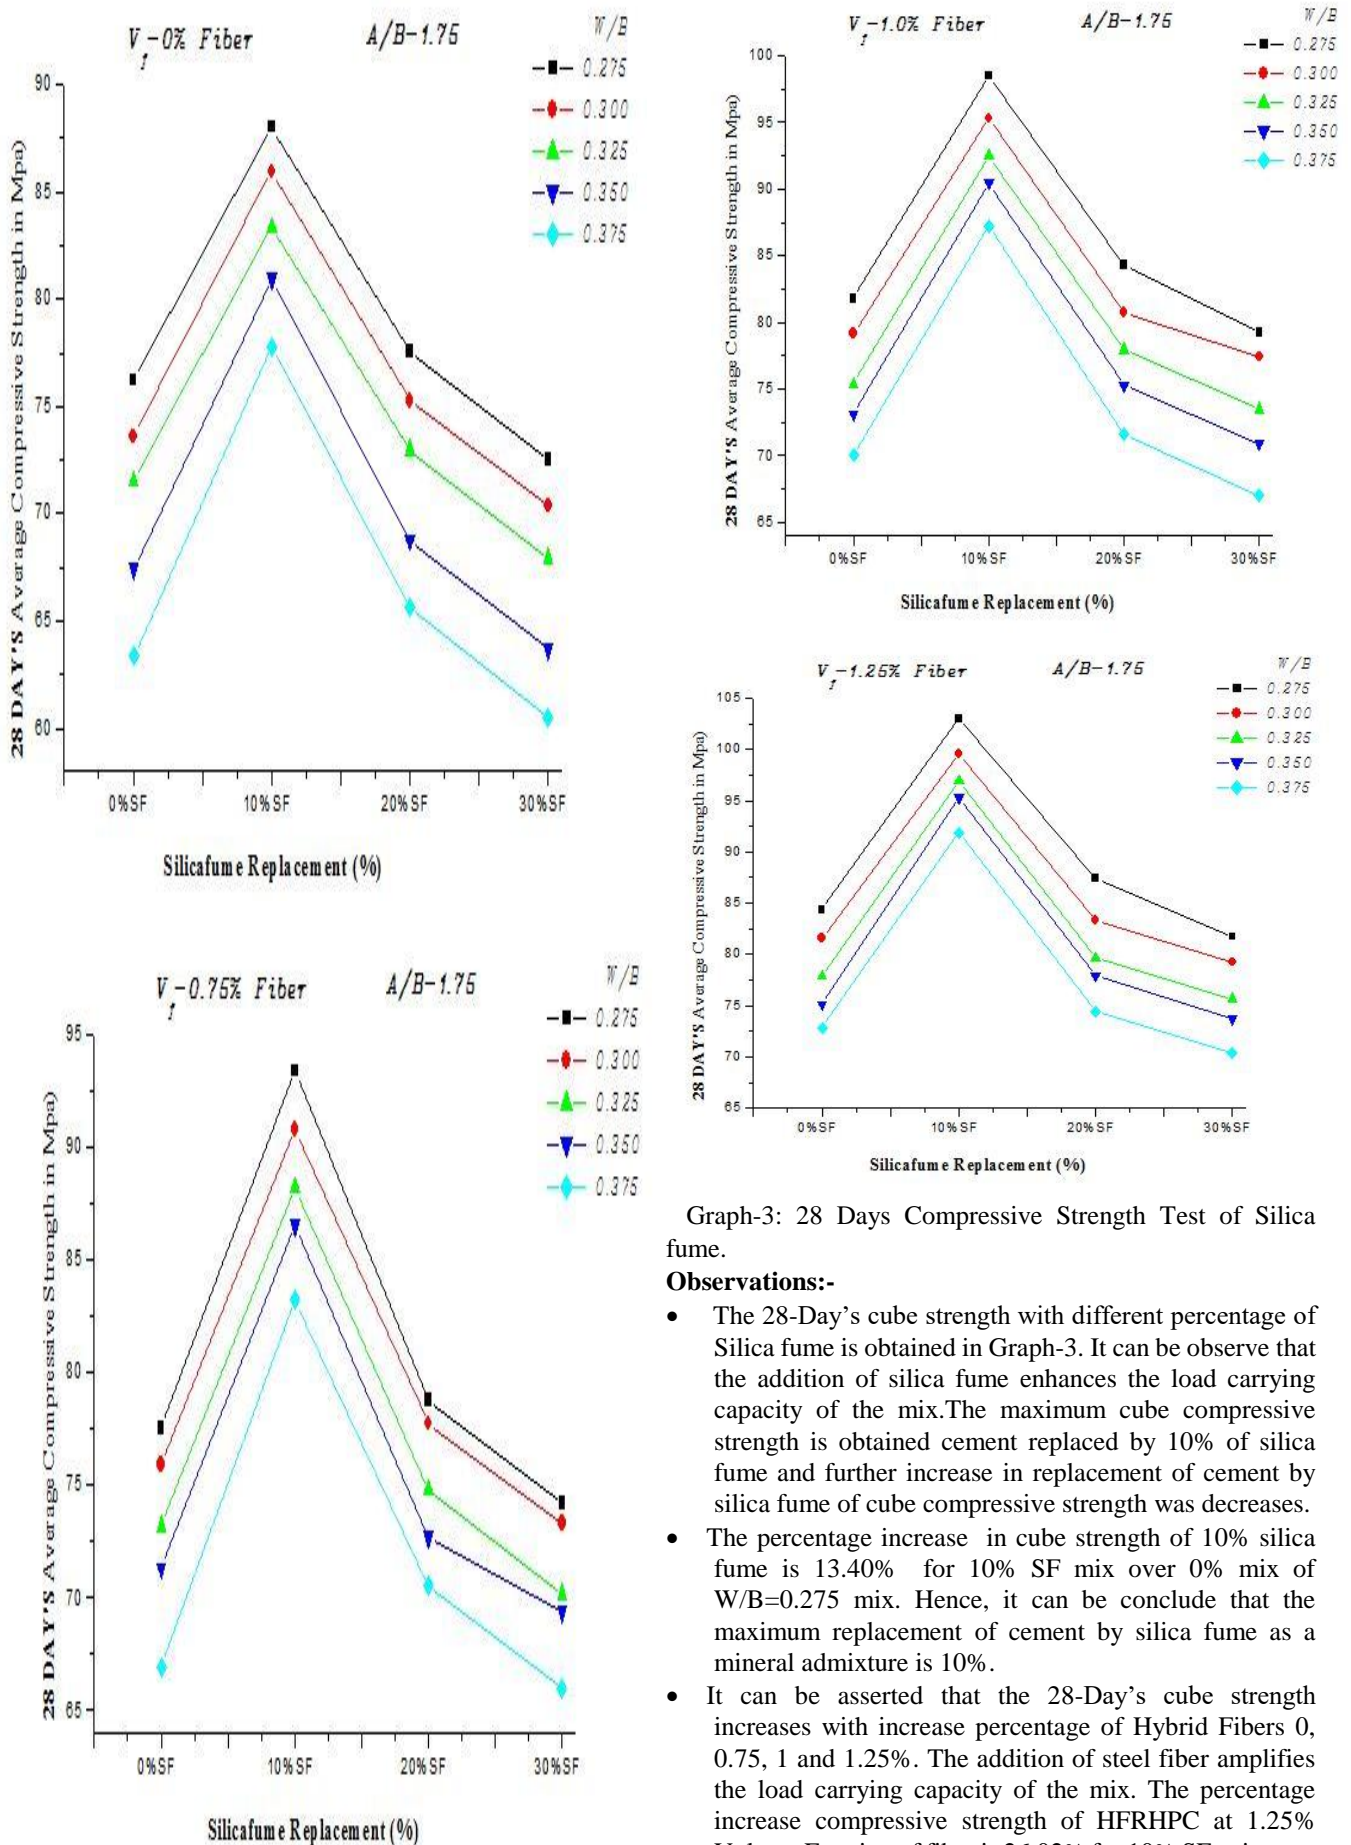 V_f-0% Fiber
A/B-1.75
W/B
0.275
0.300
0.325
0.350
0.375
28 DAY'S Average Compressive Strength in Mpa)
90
85
80
75
70
65
60
0%SF 10%SF 20%SF 30%SF
Silicafume Replacement (%)
V_f-0.75% Fiber
A/B-1.75
W/B
0.275
0.300
0.325
0.350
0.375
28 DAY'S Average Compressive Strength in Mpa)
95
90
85
80
75
70
65
0%SF 10%SF 20%SF 30%SF
Silicafume Replacement (%)
V_f-1.0% Fiber
A/B-1.75
W/B
0.275
0.300
0.325
0.350
0.375
28 DAY'S Average Compressive Strength in Mpa)
100
95
90
85
80
75
70
65
0%SF 10%SF 20%SF 30%SF
Silicafume Replacement (%)
V_f-1.25% Fiber
A/B-1.75
W/B
0.275
0.300
0.325
0.350
0.375
28 DAY'S Average Compressive Strength in Mpa)
105
100
95
90
85
80
75
70
65
0%SF 10%SF 20%SF 30%SF
Silicafume Replacement (%)
Graph-3: 28 Days Compressive Strength Test of Silica
fume.
Observations:-
• The 28-Day’s cube strength with different percentage of
Silica fume is obtained in Graph-3. It can be observe that
the addition of silica fume enhances the load carrying
capacity of the mix.The maximum cube compressive
strength is obtained cement replaced by 10% of silica
fume and further increase in replacement of cement by
silica fume of cube compressive strength was decreases.
• The percentage increase in cube strength of 10% silica
fume is 13.40% for 10% SF mix over 0% mix of
W/B=0.275 mix. Hence, it can be conclude that the
maximum replacement of cement by silica fume as a
mineral admixture is 10%.
• It can be asserted that the 28-Day’s cube strength
increases with increase percentage of Hybrid Fibers 0,
0.75, 1 and 1.25%. The addition of steel fiber amplifies
the load carrying capacity of the mix. The percentage
increase compressive strength of HFRHPC at 1.25%